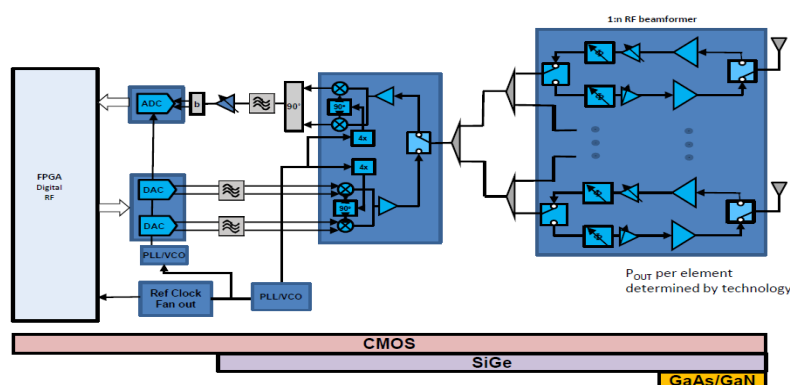 1:n RF beamformer
ADC
b
90°
90°
4x
FPGA
Digital
RF
4x
DAC
90°
DAC
PLL/VCO
Ref Clock
Fan out
PLL/VCO
POUT per element
determined by technology
CMOS
SiGe
GaAs/GaN